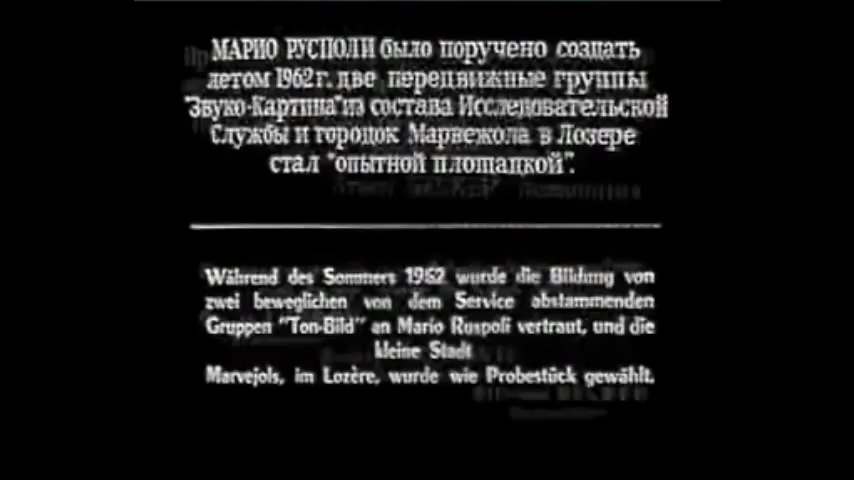 МАРИО РУСПОЛИ было поручено создать
летом 1962 г. две передвижные группы
"Звуко-Картина" из состава Исследовательской
Службы и городок Марвежола в Лозере
стал "опытной площадкой".
Während des Sommers 1962 wurde die Bildung von
zwei beweglichen von dem Service abstammenden
Gruppen "Ton-Bild" an Mario Ruspoli vertraut, und die
kleine Stadt
Marvejols, im Lozère, wurde wie Probestück gewählt.